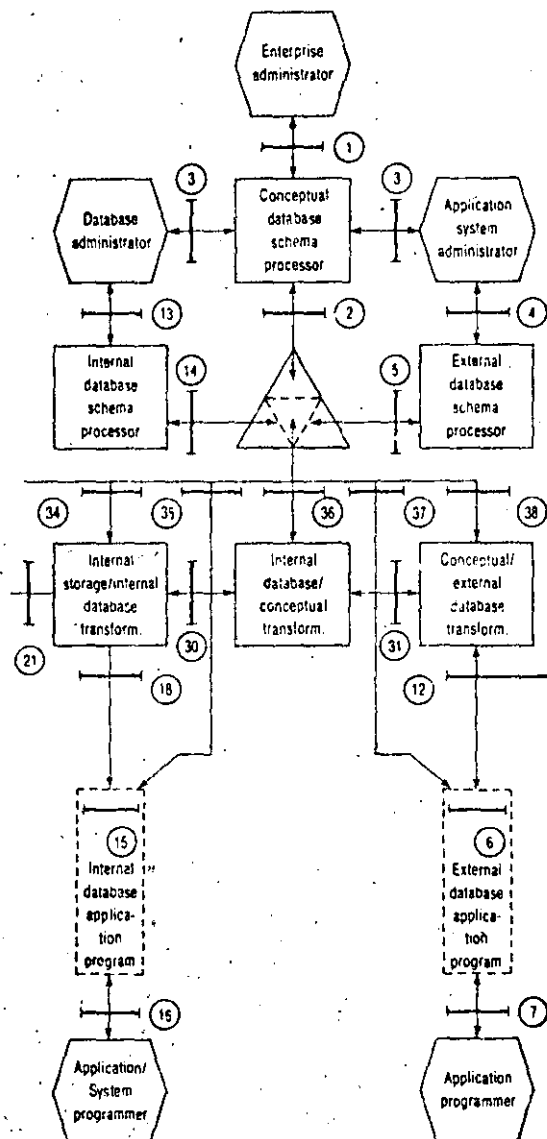 Enterprise
administrator
1
3
3
Database
administrator
Conceptual
database
schema
processor
Application
system
administrator
13
2
4
Internal
database
schema
processor
14
5
External
database
schema
processor
34
35
36
37
38
Internal
storage/internal
database
transform.
Internal
database/
conceptual
transform.
Conceptual/
external
database
transform.
21
30
31
18
12
15
Internal
database
applica-
tion
program
6
External
database
applica-
tion
program
16
7
Application/
System
programmer
Application
programmer